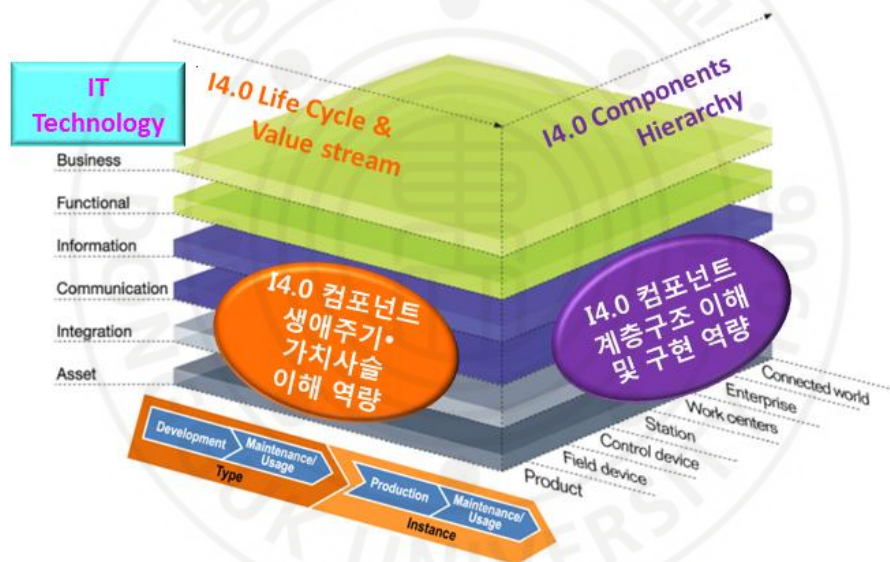 IT
Technology
I4.0 Life Cycle &
Value stream
I4.0 Components
Hierarchy
Business
Functional
Information
Communication
Integration
Asset
I4.0 컴포넌트
생애주기•
가치사슬
이해 역량
I4.0 컴포넌트
계층구조 이해
및 구현 역량
Connected world
Enterprise
Work centers
Station
Control device
Field device
Product
Development
Maintenance/
Usage
Type
Production
Maintenance/
Usage
Instance